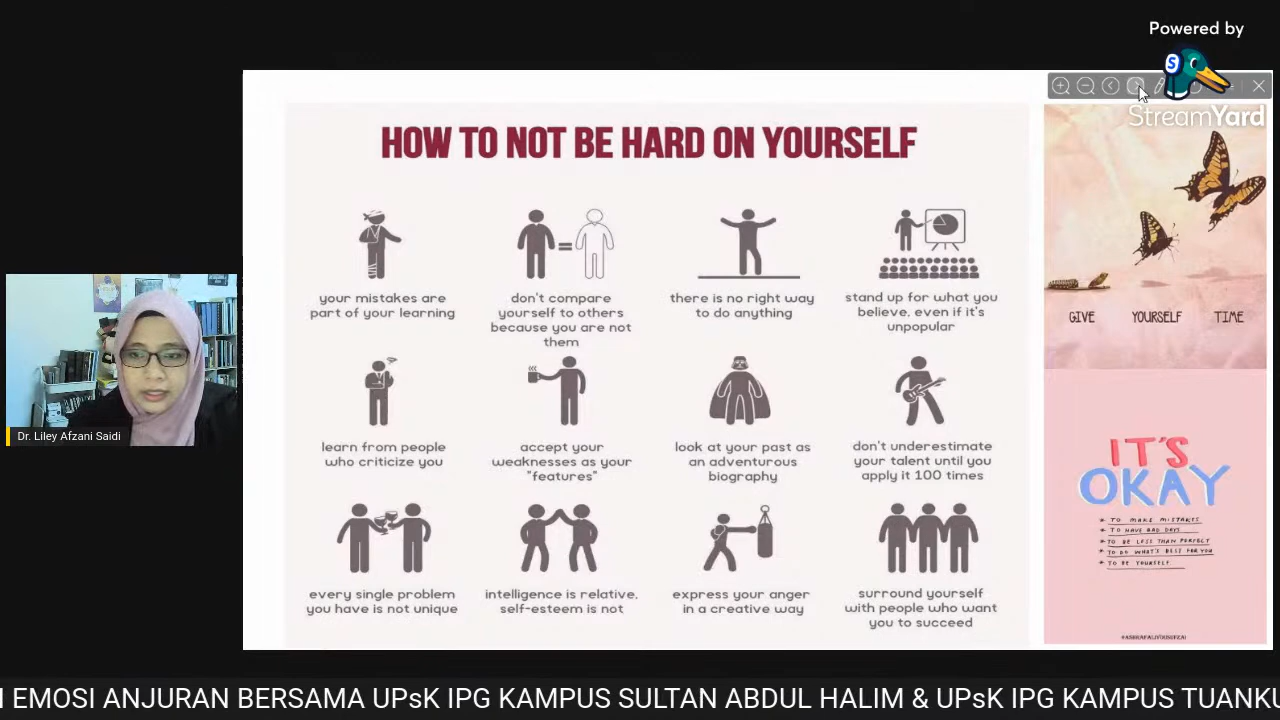 Powered by
S
StreamYard
HOW TO NOT BE HARD ON YOURSELF
your mistakes are
part of your learning
don't compare
yourself to others
because you are not
them
there is no right way
to do anything
stand up for what you
believe, even if it's
unpopular
learn from people
who criticize you
accept your
weaknesses as your
"features"
look at your past as
an adventurous
biography
don't underestimate
your talent until you
apply it 100 times
every single problem
you have is not unique
intelligence is relative,
self-esteem is not
express your anger
in a creative way
surround yourself
with people who want
you to succeed
GIVE YOURSELF TIME
IT'S
OKAY
* TO MAKE MISTAKES
* TO HAVE BAD DAYS
* TO BE LESS THAN PERFECT
* TO DO WHAT'S BEST FOR YOU
* TO BE YOURSELF
Dr. Liley Afzani Saidi
EMOSI ANJURAN BERSAMA UPsK IPG KAMPUS SULTAN ABDUL HALIM & UPsK IPG KAMPUS TUANKU